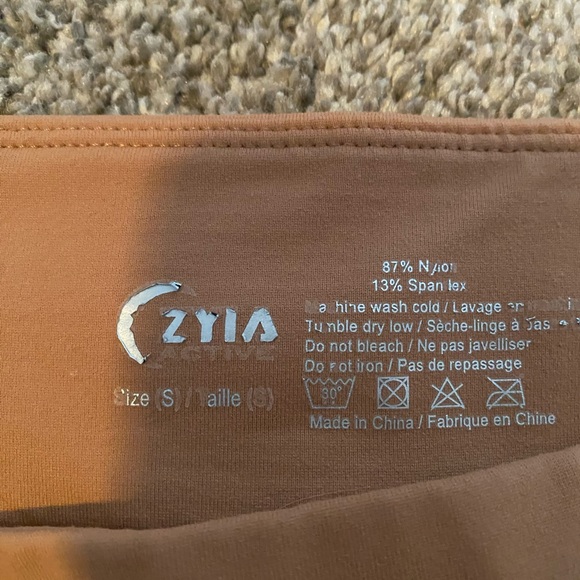 ZYIA
ACTIVE
Size (S) / Taille (S)
87% Nylon
13% Spandex
Machine wash cold / Lavage en
Tumble dry low / Sèche-linge à
Do not bleach / Ne pas javelliser
Do not iron / Pas de repassage
30°
Made in China / Fabrique en Chine